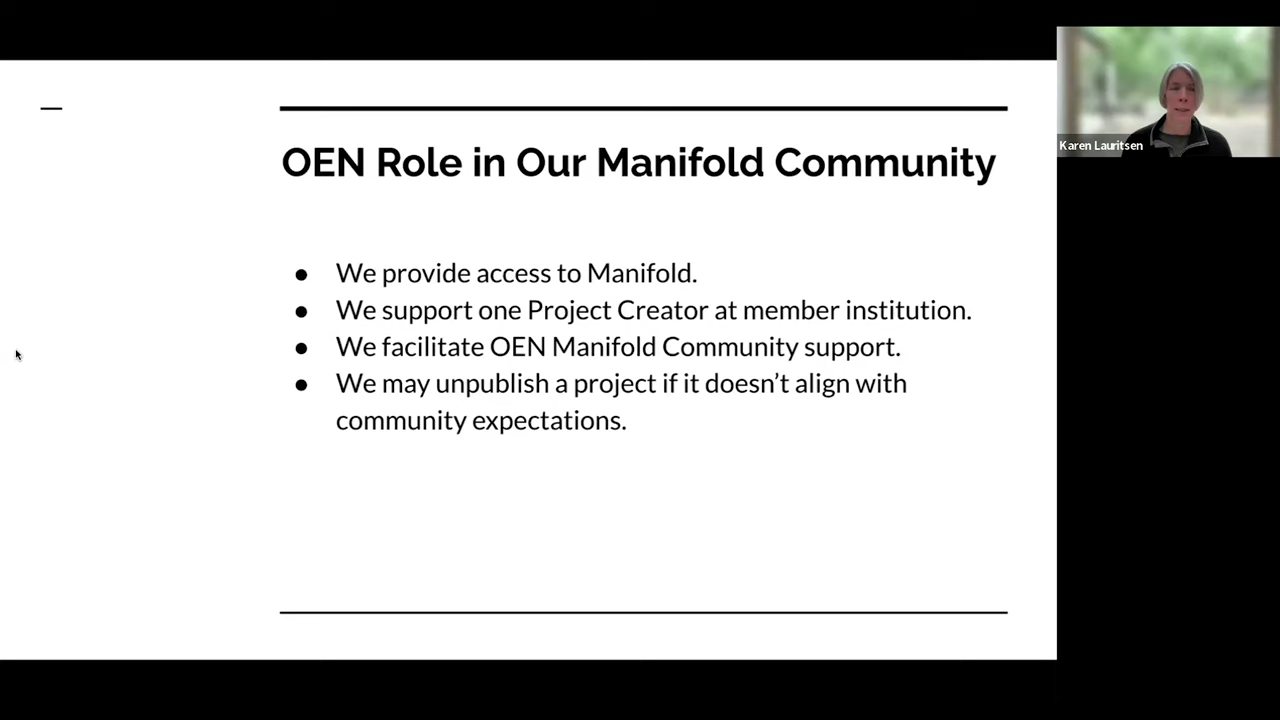 OEN Role in Our Manifold Community
● We provide access to Manifold.
● We support one Project Creator at member institution.
● We facilitate OEN Manifold Community support.
● We may unpublish a project if it doesn’t align with
community expectations.
Karen Lauritsen